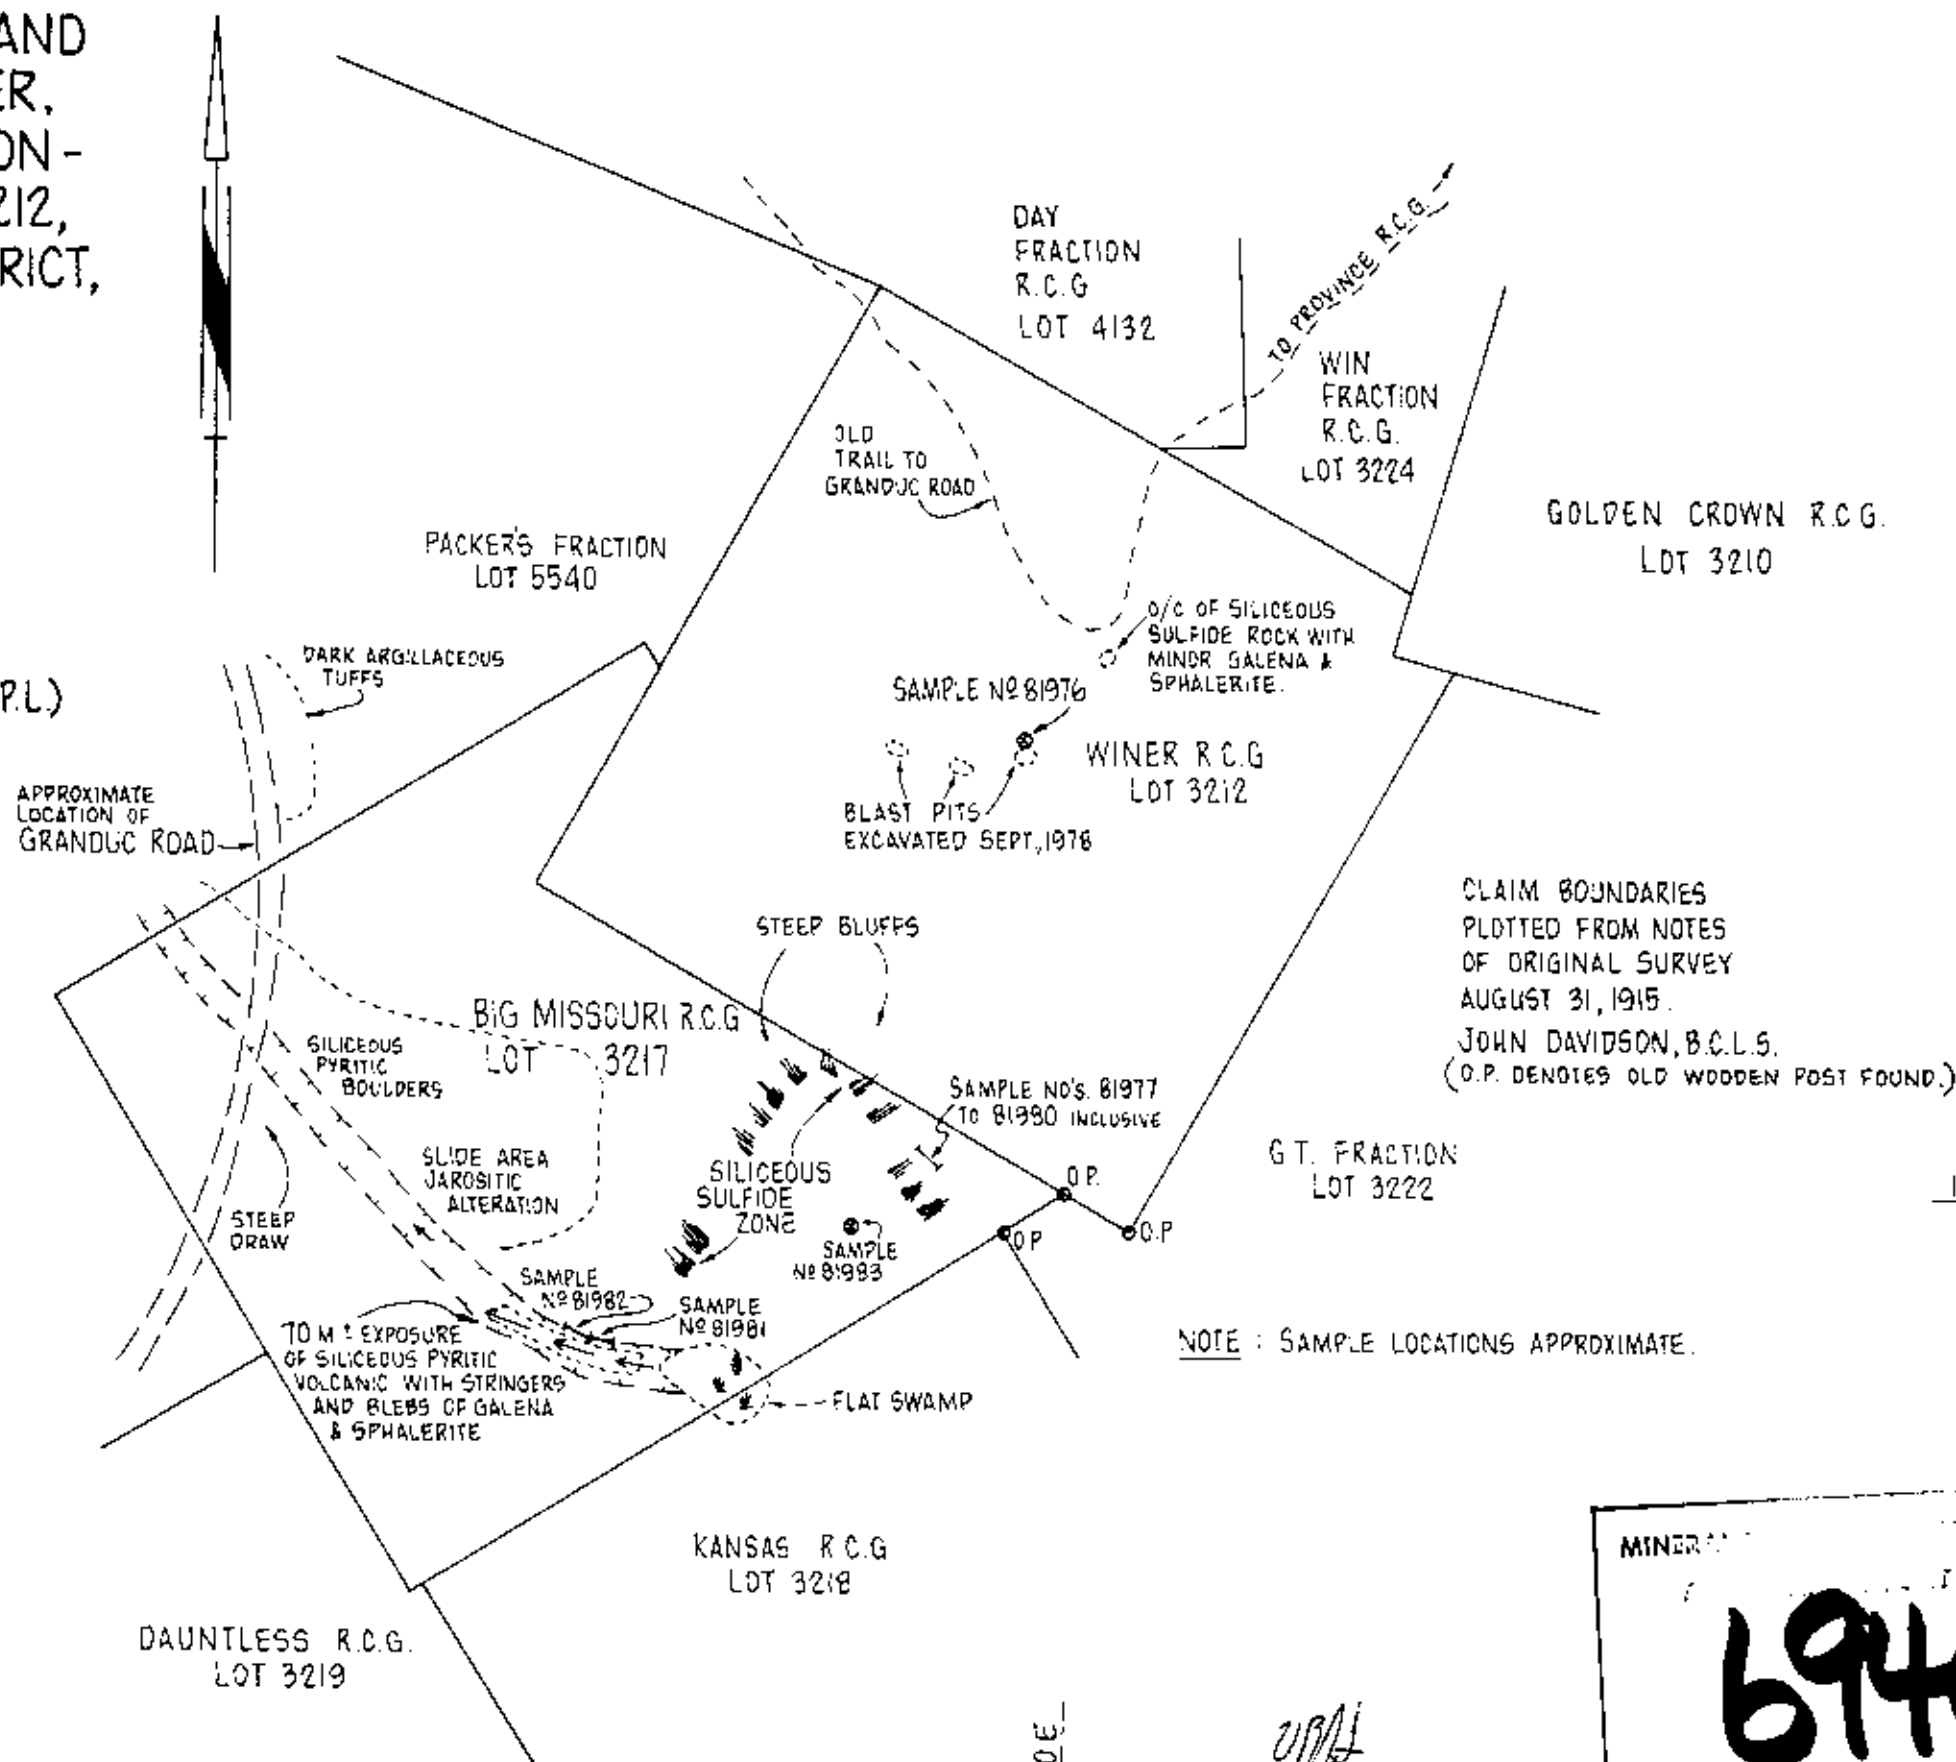 AND
ER.
ON-
212,
RICT,
P.L.)
DAY
FRACTION
R.C.G
LOT 4132
TO PROVINCE R.C.G.
WIN
FRACTION
R.C.G.
LOT 3224
OLD
TRAIL TO
GRANDUC ROAD
GOLDEN CROWN R.C G.
LOT 3210
PACKER'S FRACTION
LOT 5540
DARK ARGILLACEOUS
TUFFS
O/C OF SILICEOUS
SULFIDE ROCK WITH
MINOR GALENA &
SPHALERITE.
SAMPLE Nº 81976
WINER R C.G
LOT 3212
APPROXIMATE
LOCATION OF
GRANDUC ROAD
BLAST PITS
EXCAVATED SEPT., 1978
CLAIM BOUNDARIES
PLOTTED FROM NOTES
OF ORIGINAL SURVEY
AUGUST 31, 1915.
JOHN DAVIDSON, B.C.L.S.
(O.P. DENOTES OLD WOODEN POST FOUND.)
STEEP BLUFFS
BIG MISSOURI R.C.G
LOT 3217
SILICEOUS
PYRITIC
BOULDERS
SAMPLE NO'S. 81977
TO 81980 INCLUSIVE
SLIDE AREA
JAROSITIC
ALTERATION
SILICEOUS
SULFIDE
ZONE
O P.
O.P
O.P
G T. FRACTION
LOT 3222
STEEP
DRAW
SAMPLE
Nº 81983
SAMPLE
Nº 81982
SAMPLE
Nº 81981
70 M ± EXPOSURE
OF SILICEOUS PYRITIC
VOLCANIC WITH STRINGERS
AND BLEBS OF GALENA
& SPHALERITE
FLAT SWAMP
NOTE : SAMPLE LOCATIONS APPROXIMATE.
KANSAS R C.G
LOT 3218
DAUNTLESS R.C.G.
LOT 3219
MINERAL
694
OE